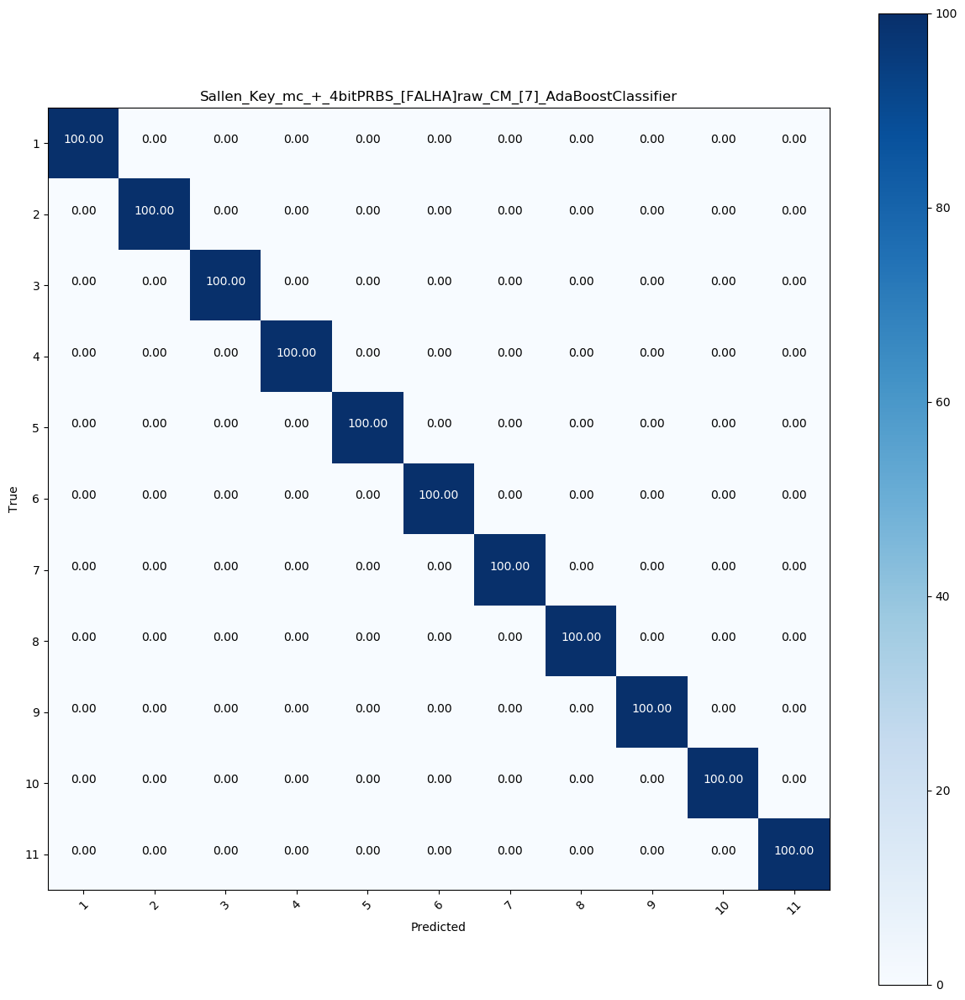 Sallen_Key_mc_+_4bitPRBS_[FALHA]raw_CM_[7]_AdaBoostClassifier
1 100.00 0.00 0.00 0.00 0.00 0.00 0.00 0.00 0.00 0.00 0.00
2 0.00 100.00 0.00 0.00 0.00 0.00 0.00 0.00 0.00 0.00 0.00
3 0.00 0.00 100.00 0.00 0.00 0.00 0.00 0.00 0.00 0.00 0.00
4 0.00 0.00 0.00 100.00 0.00 0.00 0.00 0.00 0.00 0.00 0.00
5 0.00 0.00 0.00 0.00 100.00 0.00 0.00 0.00 0.00 0.00 0.00
6 0.00 0.00 0.00 0.00 0.00 100.00 0.00 0.00 0.00 0.00 0.00
7 0.00 0.00 0.00 0.00 0.00 0.00 100.00 0.00 0.00 0.00 0.00
8 0.00 0.00 0.00 0.00 0.00 0.00 0.00 100.00 0.00 0.00 0.00
9 0.00 0.00 0.00 0.00 0.00 0.00 0.00 0.00 100.00 0.00 0.00
10 0.00 0.00 0.00 0.00 0.00 0.00 0.00 0.00 0.00 100.00 0.00
11 0.00 0.00 0.00 0.00 0.00 0.00 0.00 0.00 0.00 0.00 100.00
1 2 3 4 5 6 7 8 9 10 11
Predicted
True
100
80
60
40
20
0